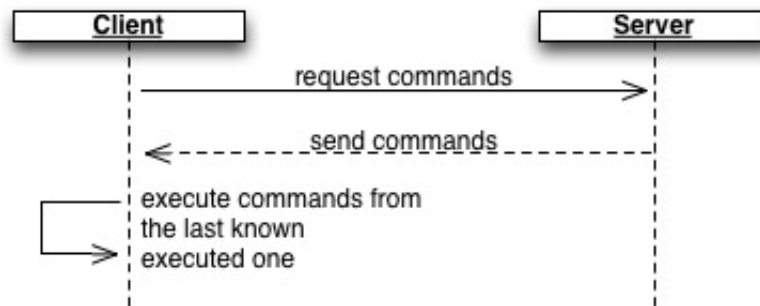 Client
Server
request commands
send commands
execute commands from
the last known
executed one